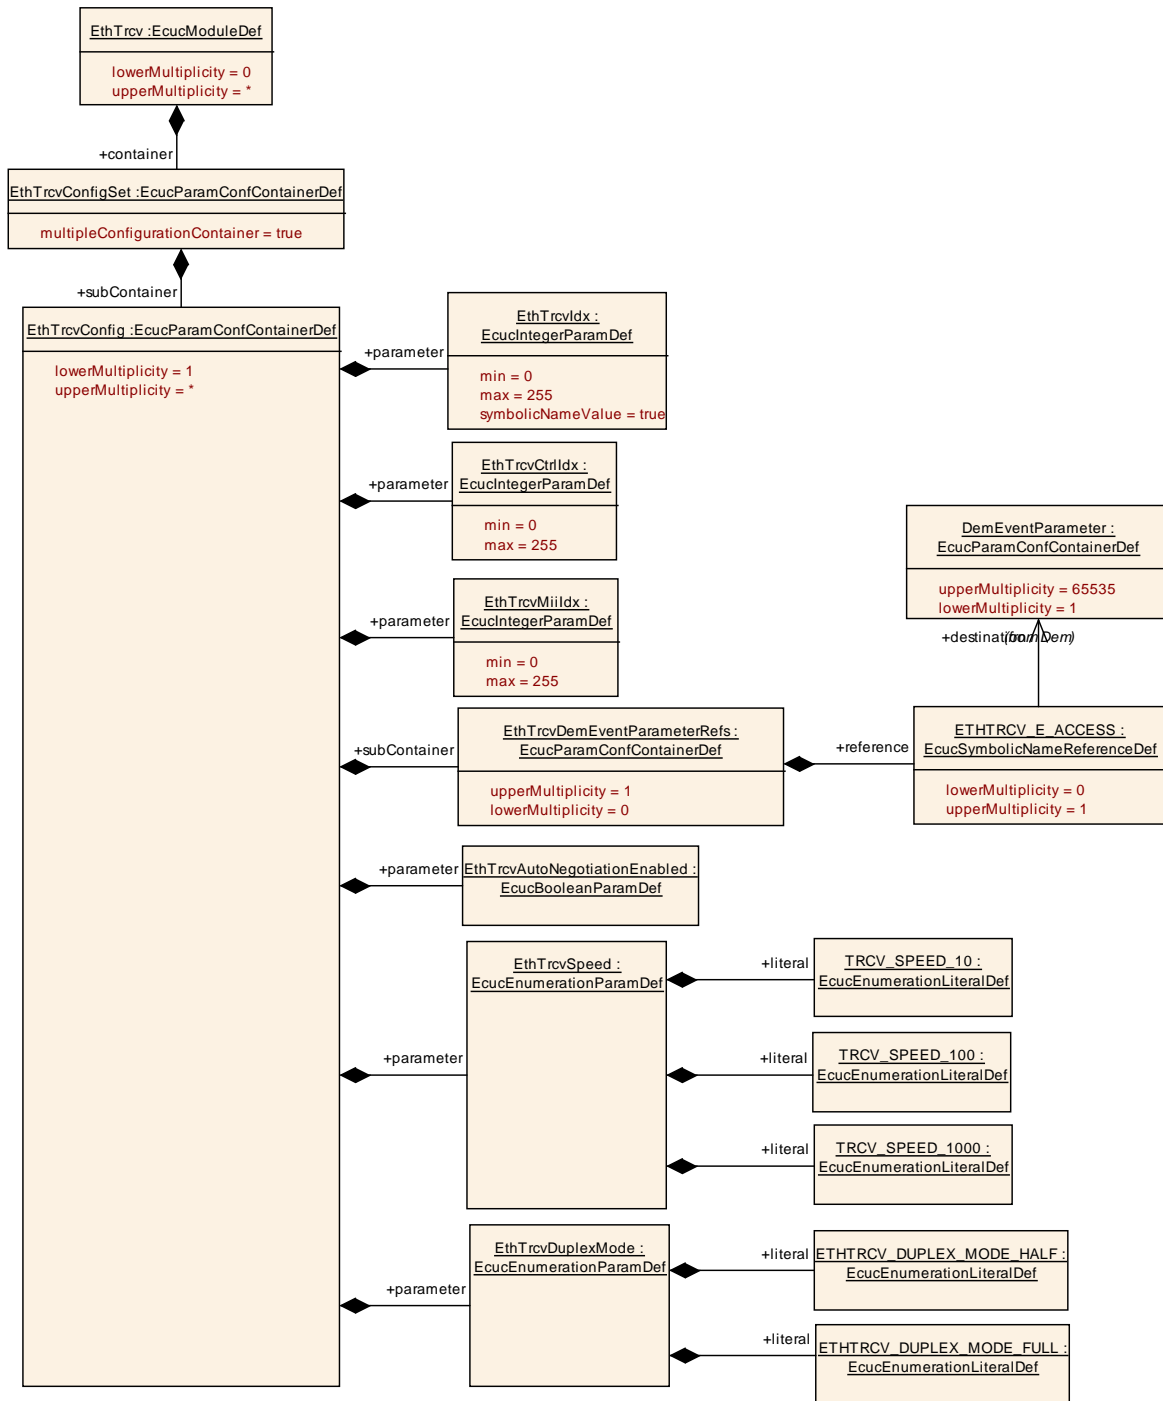 EthTrcv :EcucModuleDef
lowerMultiplicity = 0
upperMultiplicity = *
+container
EthTrcvConfigSet :EcucParamConfContainerDef
multipleConfigurationContainer = true
+subContainer
EthTrcvConfig :EcucParamConfContainerDef
lowerMultiplicity = 1
upperMultiplicity = *
+parameter
EthTrcvIdx :
EcucIntegerParamDef
min = 0
max = 255
symbolicNameValue = true
+parameter
EthTrcvCtrlIdx :
EcucIntegerParamDef
min = 0
max = 255
+parameter
EthTrcvMiiIdx :
EcucIntegerParamDef
min = 0
max = 255
DemEventParameter :
EcucParamConfContainerDef
upperMultiplicity = 65535
lowerMultiplicity = 1
+destination
(from Dem)
+subContainer
EthTrcvDemEventParameterRefs :
EcucParamConfContainerDef
upperMultiplicity = 1
lowerMultiplicity = 0
+reference
ETHTRCV_E_ACCESS :
EcucSymbolicNameReferenceDef
lowerMultiplicity = 0
upperMultiplicity = 1
+parameter
EthTrcvAutoNegotiationEnabled :
EcucBooleanParamDef
+parameter
EthTrcvSpeed :
EcucEnumerationParamDef
+literal
TRCV_SPEED_10 :
EcucEnumerationLiteralDef
+literal
TRCV_SPEED_100 :
EcucEnumerationLiteralDef
+literal
TRCV_SPEED_1000 :
EcucEnumerationLiteralDef
+parameter
EthTrcvDuplexMode :
EcucEnumerationParamDef
+literal
ETHTRCV_DUPLEX_MODE_HALF :
EcucEnumerationLiteralDef
+literal
ETHTRCV_DUPLEX_MODE_FULL :
EcucEnumerationLiteralDef